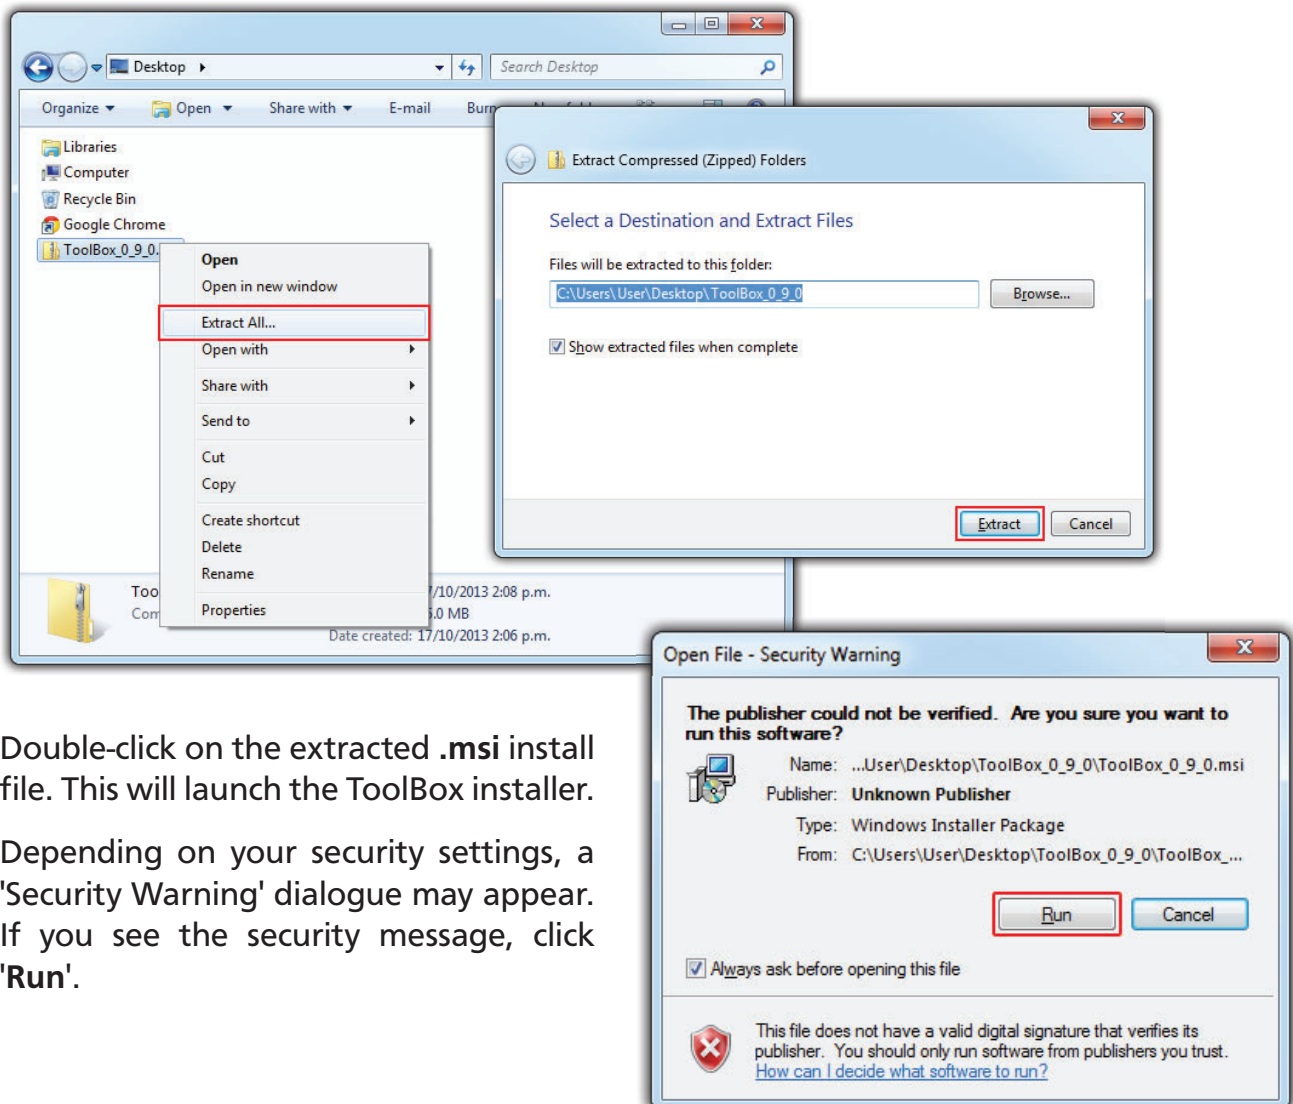 Desktop
Search Desktop
Organize
Open
Share with
E-mail
Burn
Libraries
Computer
Recycle Bin
Google Chrome
ToolBox_0_9_0.
Open
Open in new window
Extract All...
Open with
Share with
Send to
Cut
Copy
Create shortcut
Delete
Rename
Properties
/10/2013 2:08 p.m.
.0 MB
Date created: 17/10/2013 2:06 p.m.
Extract Compressed (Zipped) Folders
Select a Destination and Extract Files
Files will be extracted to this folder:
C:\Users\User\Desktop\ToolBox_0_9_0
Browse...
Show extracted files when complete
Extract
Cancel
Double-click on the extracted .msi install
file. This will launch the ToolBox installer.
Depending on your security settings, a
'Security Warning' dialogue may appear.
If you see the security message, click
'Run'.
Open File - Security Warning
The publisher could not be verified. Are you sure you want to
run this software?
Name: ...User\Desktop\ToolBox_0_9_0\ToolBox_0_9_0.msi
Publisher: Unknown Publisher
Type: Windows Installer Package
From: C:\Users\User\Desktop\ToolBox_0_9_0\ToolBox_...
Run
Cancel
Always ask before opening this file
This file does not have a valid digital signature that verifies its
publisher. You should only run software from publishers you trust.
How can I decide what software to run?